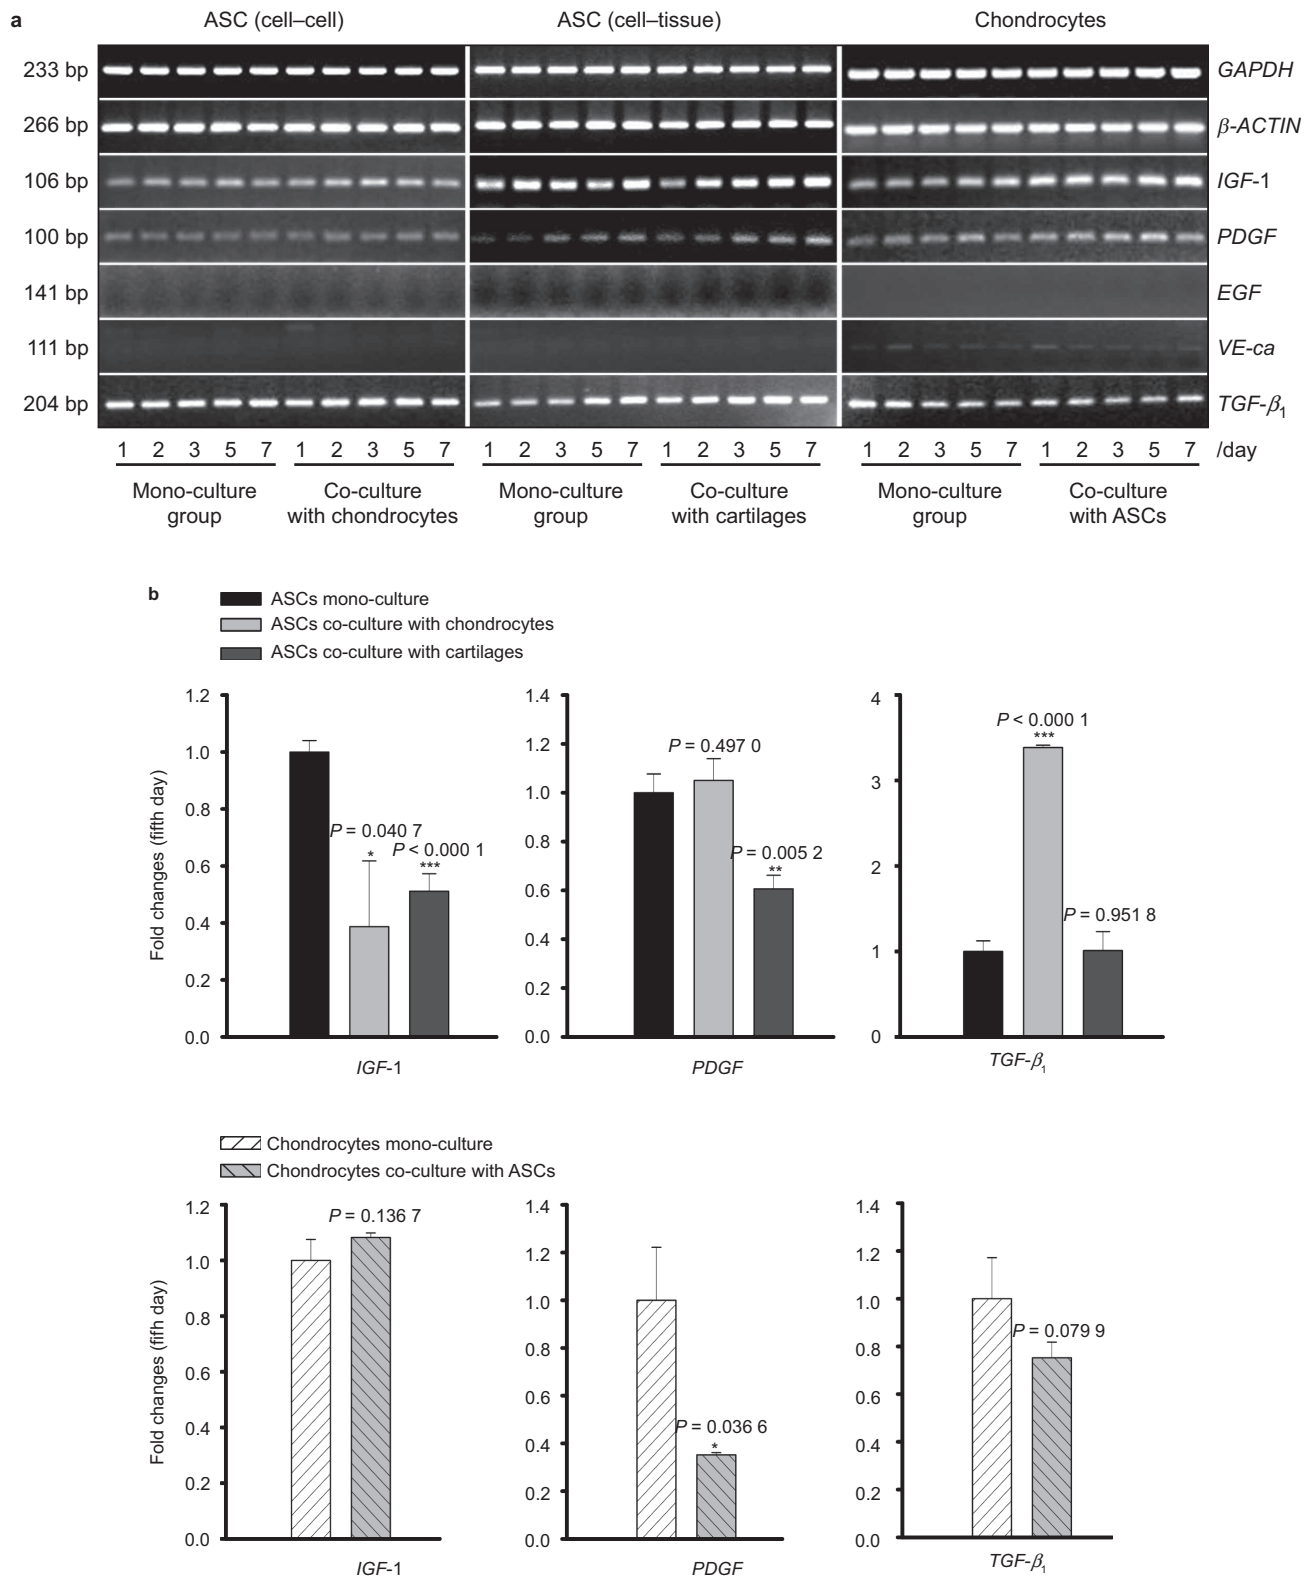 a
ASC (cell–cell) ASC (cell–tissue) Chondrocytes
233 bp GAPDH
266 bp β-ACTIN
106 bp IGF-1
100 bp PDGF
141 bp EGF
111 bp VE-ca
204 bp TGF-β1
1 2 3 5 7 1 2 3 5 7 1 2 3 5 7 1 2 3 5 7 1 2 3 5 7 1 2 3 5 7 /day
Mono-culture Co-culture Mono-culture Co-culture Mono-culture Co-culture
group with chondrocytes group with cartilages group with ASCs
b
ASCs mono-culture
ASCs co-culture with chondrocytes
ASCs co-culture with cartilages
Fold changes (fifth day)
1.2
1.0
0.8
0.6
0.4
0.2
0.0
P = 0.040 7
*
P < 0.000 1
***
IGF-1
1.4
1.2
1.0
0.8
0.6
0.4
0.2
0.0
P = 0.497 0
P = 0.005 2
**
PDGF
4
3
2
1
0
P < 0.000 1
***
P = 0.951 8
TGF-β1
Chondrocytes mono-culture
Chondrocytes co-culture with ASCs
Fold changes (fifh day)
1.2
1.0
0.8
0.6
0.4
0.2
0.0
P = 0.136 7
IGF-1
1.4
1.2
1.0
0.8
0.6
0.4
0.2
0.0
P = 0.036 6
*
PDGF
1.4
1.2
1.0
0.8
0.6
0.4
0.2
0.0
P = 0.079 9
TGF-β1